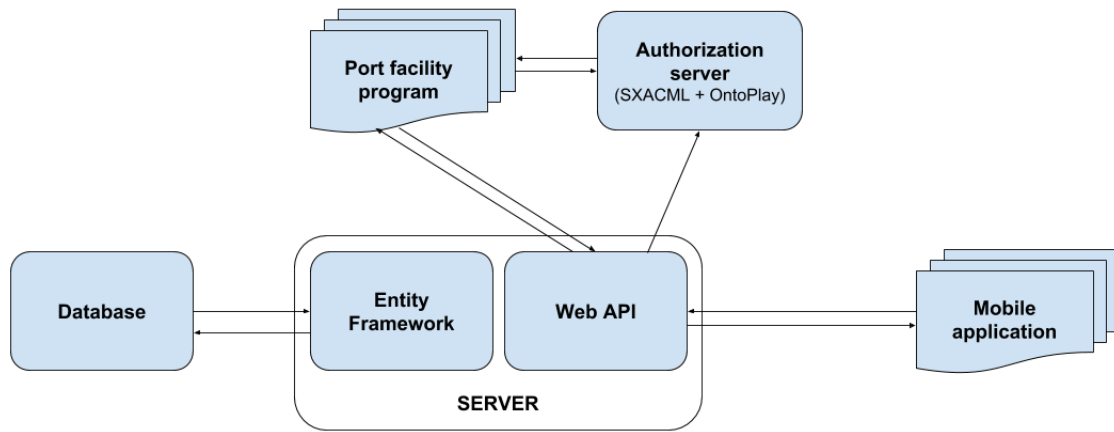 Port facility
program
Authorization
server
(SXACML + OntoPlay)
Database
Entity
Framework
Web API
Mobile
application
SERVER